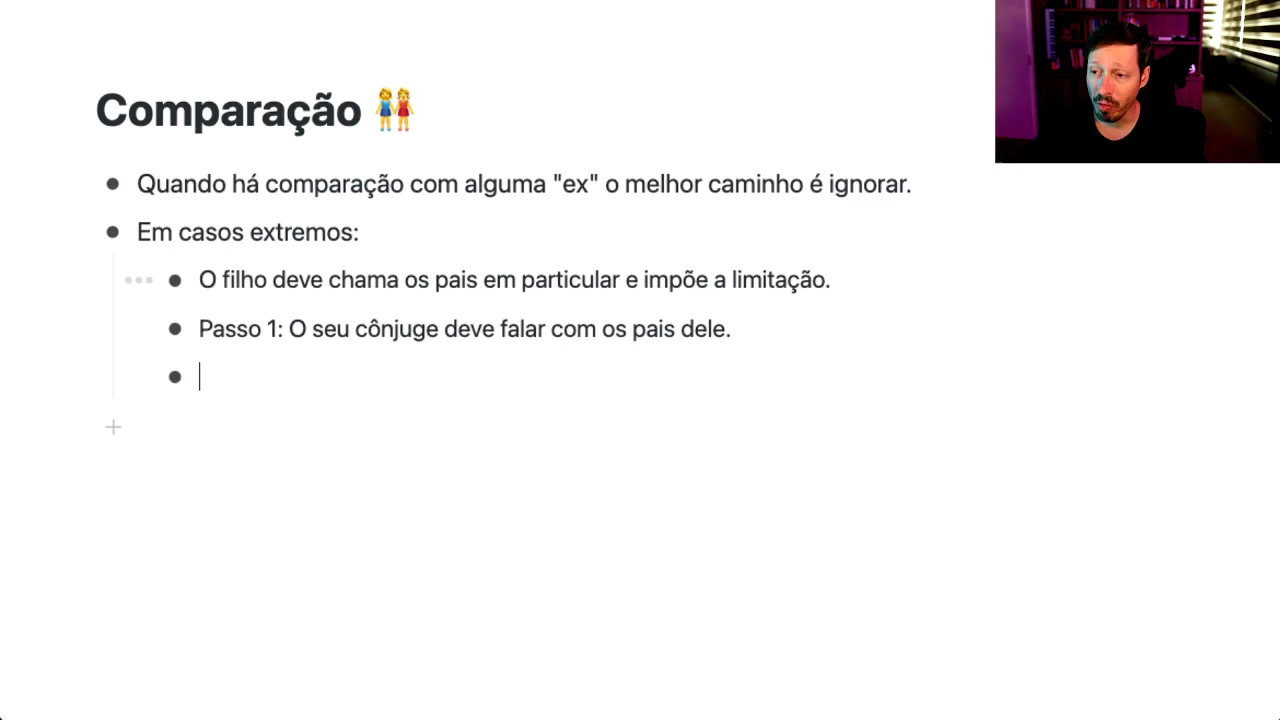 Comparação 👭
Quando há comparação com alguma "ex" o melhor caminho é ignorar.
Em casos extremos:
O filho deve chama os pais em particular e impõe a limitação.
Passo 1: O seu cônjuge deve falar com os pais dele.